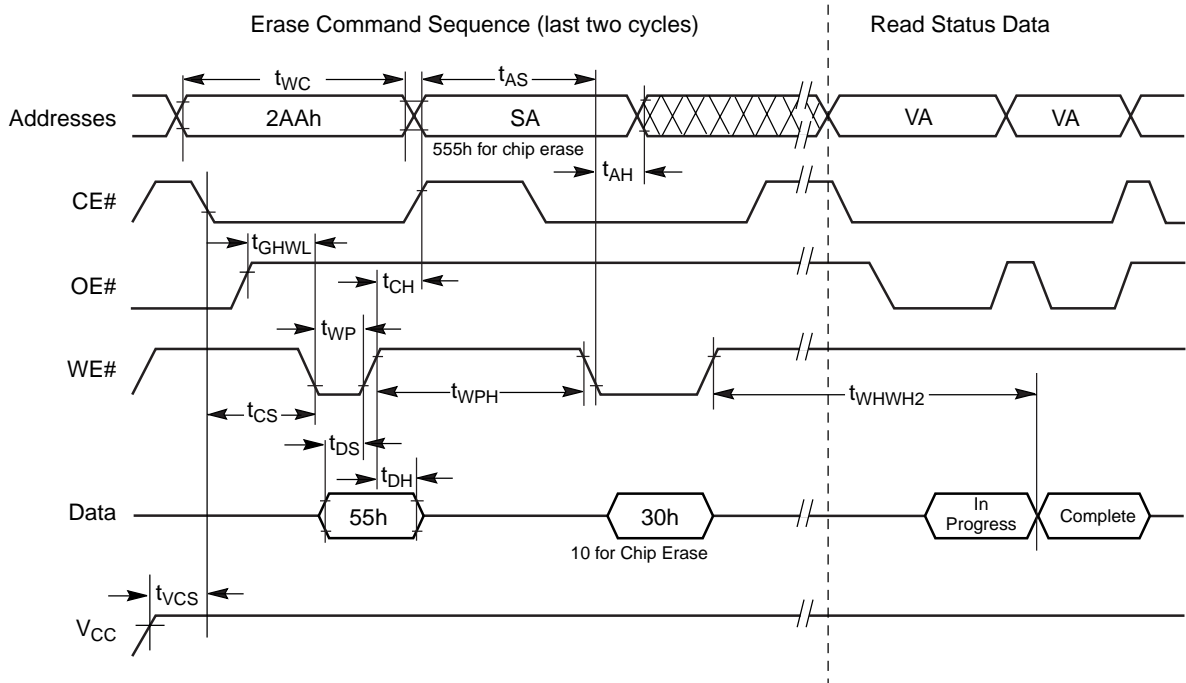 Erase Command Sequence (last two cycles)
Read Status Data
tWC
tAS
Addresses
2AAh
SA
VA
VA
555h for chip erase
tAH
CE#
tGHWL
OE#
tCH
tWP
WE#
tWPH
tWHWH2
tCS
tDS
tDH
Data
55h
30h
In
Progress
Complete
10 for Chip Erase
tVCS
VCC